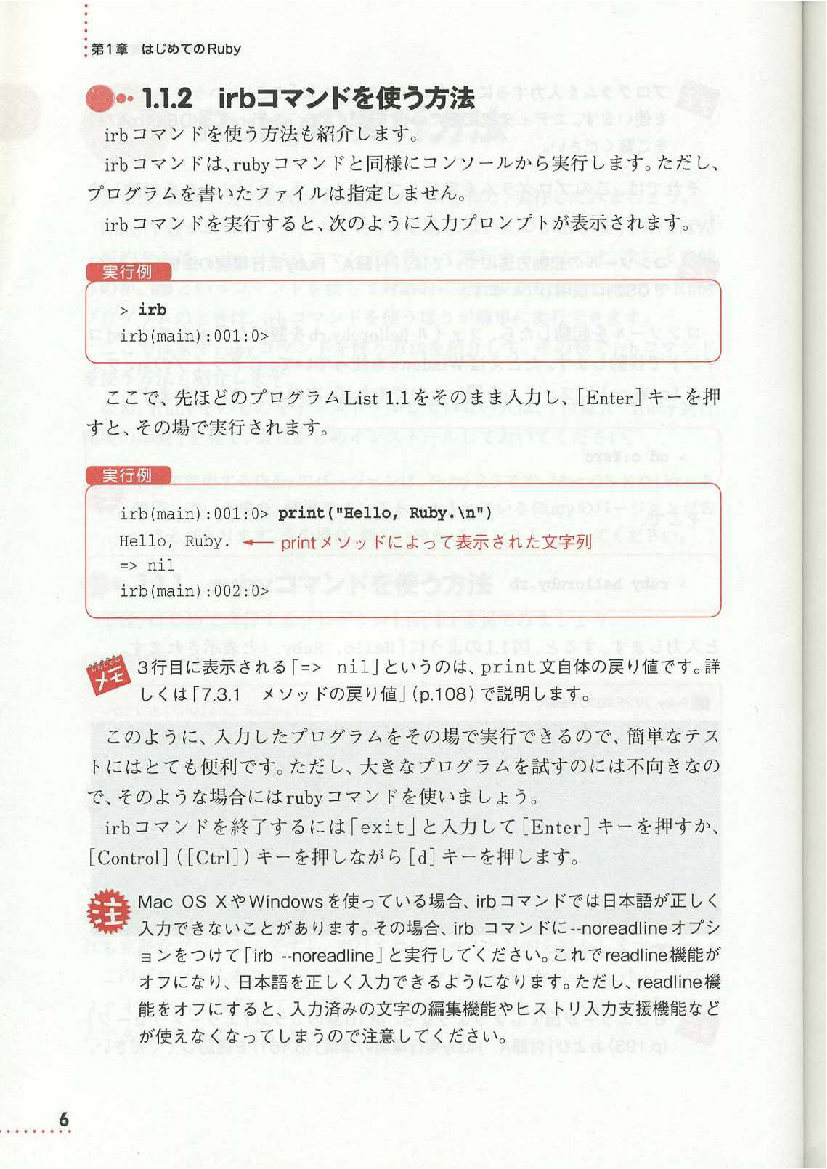 第1章 はじめてのRuby
1.1.2 irbコマンドを使う方法
irbコマンドを使う方法も紹介します。
irbコマンドは、rubyコマンドと同様にコンソールから実行します。ただし、
プログラムを書いたファイルは指定しません。
irbコマンドを実行すると、次のように入力プロンプトが表示されます。
実行例
> irb
irb(main):001:0>
ここで、先ほどのプログラムList 1.1をそのまま入力し、[Enter]キーを押
すと、その場で実行されます。
実行例
irb(main):001:0> print("Hello, Ruby.\n")
Hello, Ruby. ← printメソッドによって表示された文字列
=> nil
irb(main):002:0>
メモ
3行目に表示される「=> nil」というのは、print文自体の戻り値です。詳
しくは「7.3.1 メソッドの戻り値」(p.108)で説明します。
このように、入力したプログラムをその場で実行できるので、簡単なテス
トにはとても便利です。ただし、大きなプログラムを試すのには不向きなの
で、そのような場合にはrubyコマンドを使いましょう。
irbコマンドを終了するには「exit」と入力して[Enter]キーを押すか、
[Control]([Ctrl])キーを押しながら[d]キーを押します。
注
Mac OS XやWindowsを使っている場合、irbコマンドでは日本語が正しく
入力できないことがあります。その場合、irb コマンドに--noreadlineオプシ
ョンをつけて「irb --noreadline」と実行してください。これでreadline機能が
オフになり、日本語を正しく入力できるようになります。ただし、readline機
能をオフにすると、入力済みの文字の編集機能やヒストリ入力支援機能など
が使えなくなってしまうので注意してください。
6